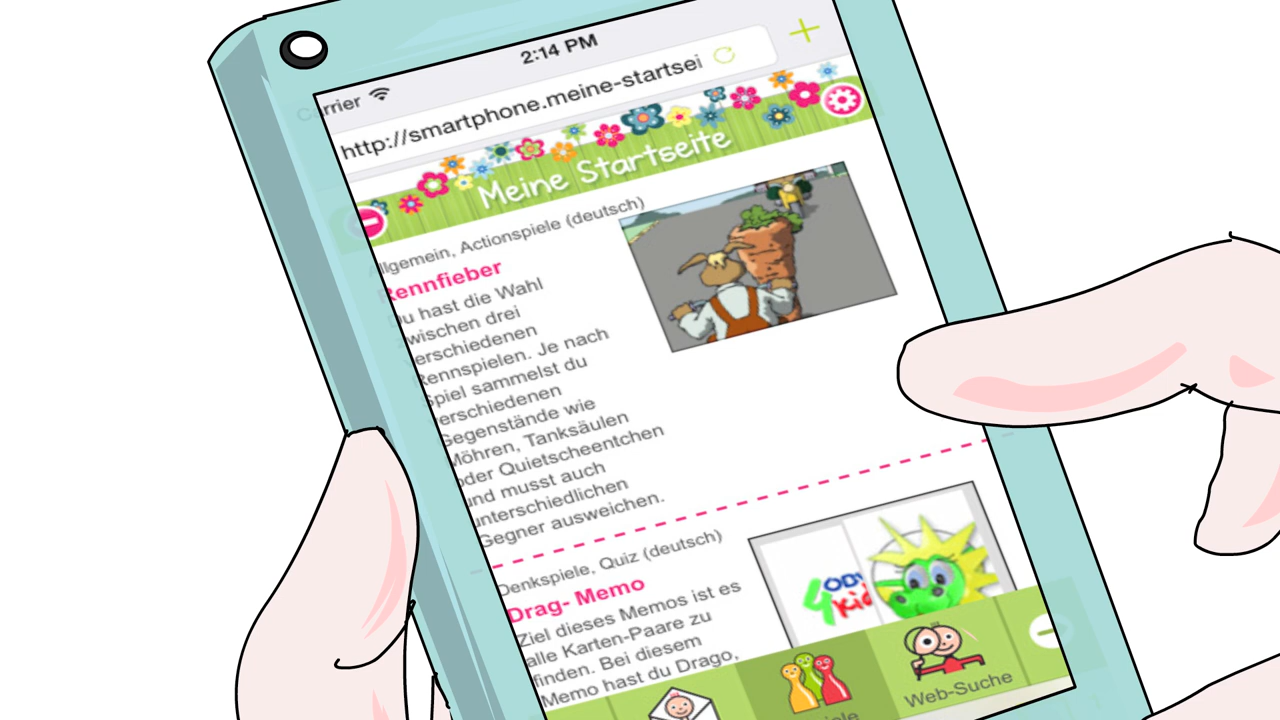 2:14 PM
Carrier
http://smartphone.meine-startsei
Meine Startseite
Allgemein, Actionspiele (deutsch)
Rennfieber
Du hast die Wahl
zwischen drei
verschiedenen
Rennspielen. Je nach
Spiel sammelst du
verschiedenen
Gegenstände wie
Möhren, Tanksäulen
oder Quietscheentchen
und musst auch
unterschiedlichen
Gegner ausweichen.
Denkspiele, Quiz (deutsch)
Drag- Memo
Ziel dieses Memos ist es
alle Karten-Paare zu
finden. Bei diesem
Memo hast du Drago,
Web-Suche